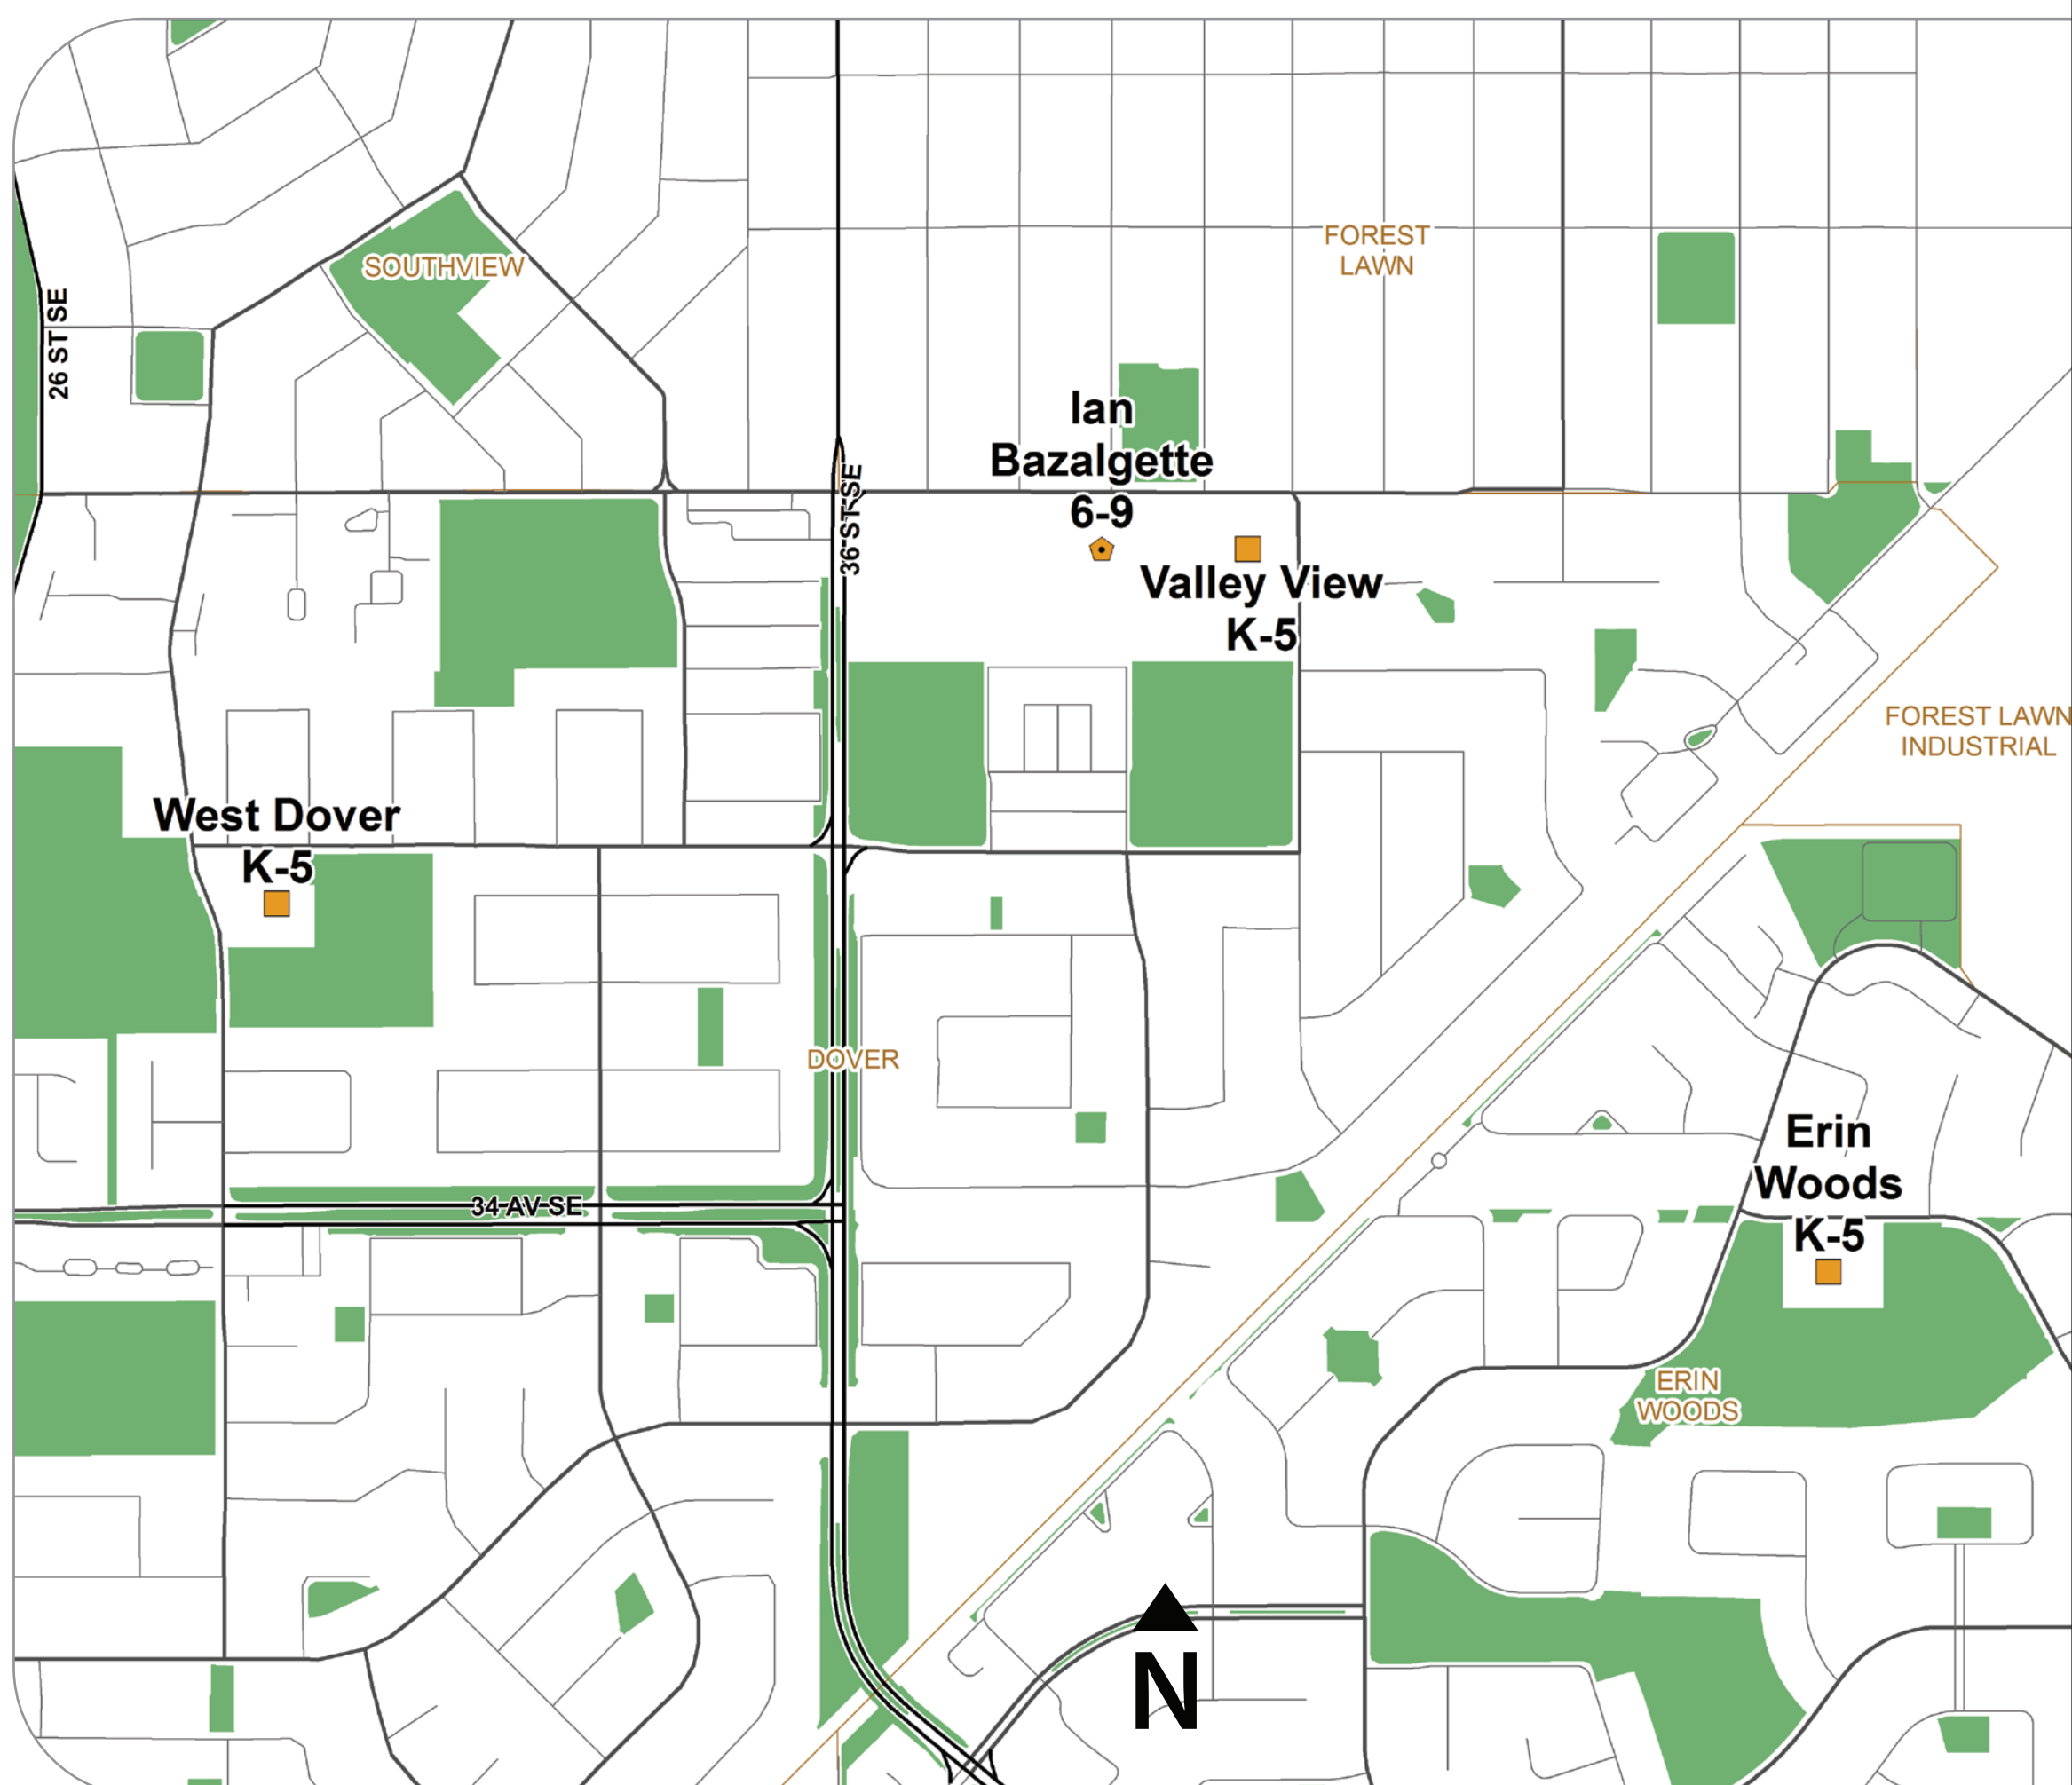 SOUTHVIEW
FOREST
LAWN
26 ST SE
Ian
Bazalgette
6-9
36 ST SE
Valley View
K-5
FOREST LAWN
INDUSTRIAL
West Dover
K-5
DOVER
Erin
Woods
K-5
34 AV SE
ERIN
WOODS
N